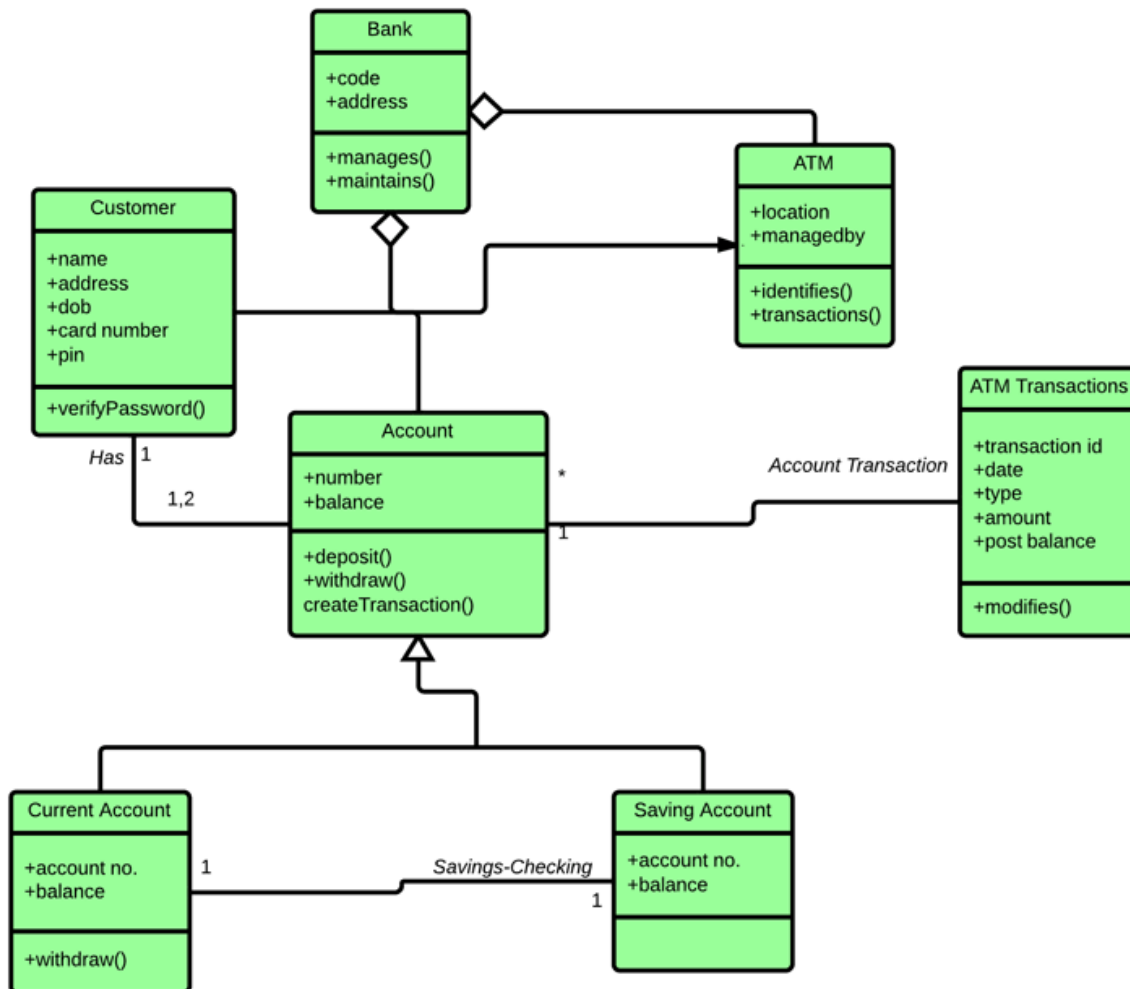 Bank
+code
+address
+manages()
+maintains()
ATM
+location
+managedby
+identifies()
+transactions()
Customer
+name
+address
+dob
+card number
+pin
+verifyPassword()
Has
1
1,2
Account
+number
+balance
+deposit()
+withdraw()
createTransaction()
*
1
Account Transaction
ATM Transactions
+transaction id
+date
+type
+amount
+post balance
+modifies()
Current Account
+account no.
+balance
+withdraw()
1
Savings-Checking
1
Saving Account
+account no.
+balance